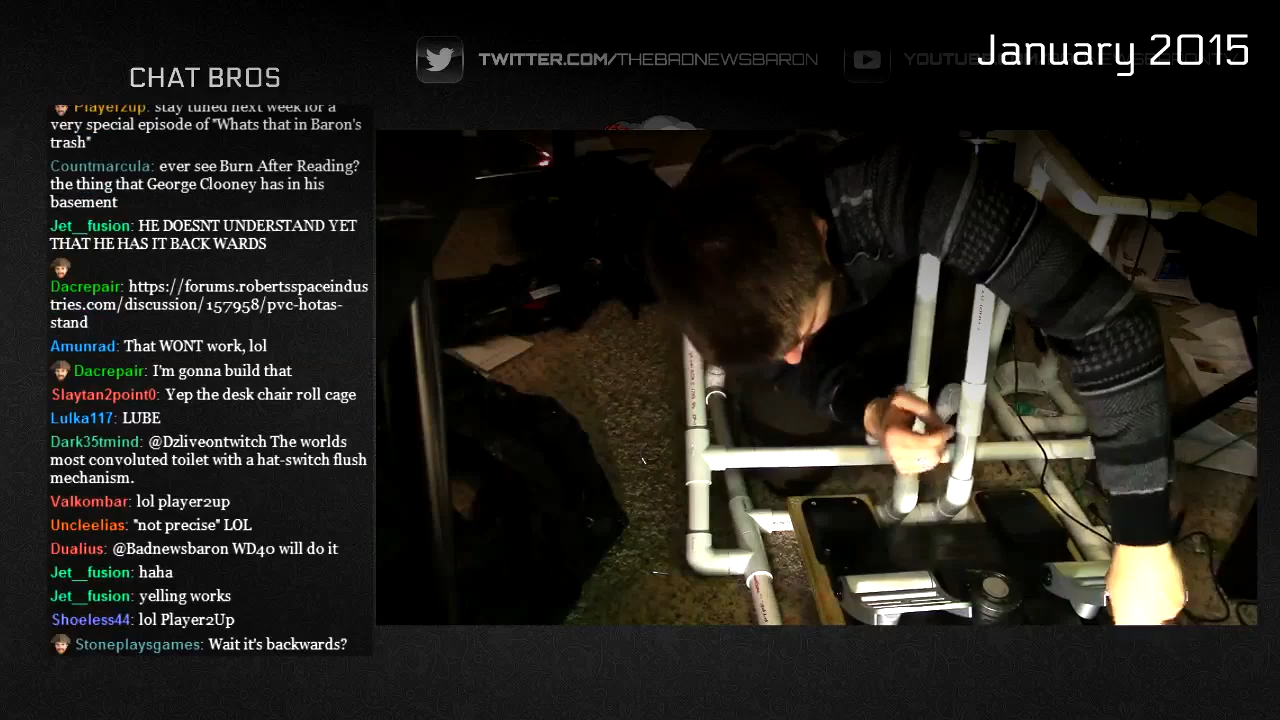 January 2015
TWITTER.COM/THEBADNEWSBARON
CHAT BROS
Player2up: stay tuned next week for a
very special episode of "Whats that in Baron's
trash"
Countmarcula: ever see Burn After Reading?
the thing that George Clooney has in his
basement
Jet__fusion: HE DOESNT UNDERSTAND YET
THAT HE HAS IT BACK WARDS
Dacrepair: https://forums.robertsspaceindus
tries.com/discussion/157958/pvc-hotas-
stand
Amunrad: That WONT work, lol
Dacrepair: I'm gonna build that
Slaytan2point0: Yep the desk chair roll cage
Lulka117: LUBE
Dark35tmind: @Dzliveontwitch The worlds
most convoluted toilet with a hat-switch flush
mechanism.
Valkombar: lol player2up
Uncleelias: "not precise" LOL
Dualius: @Badnewsbaron WD40 will do it
Jet__fusion: haha
Jet__fusion: yelling works
Shoeless44: lol Player2Up
Stoneplaysgames: Wait it's backwards?